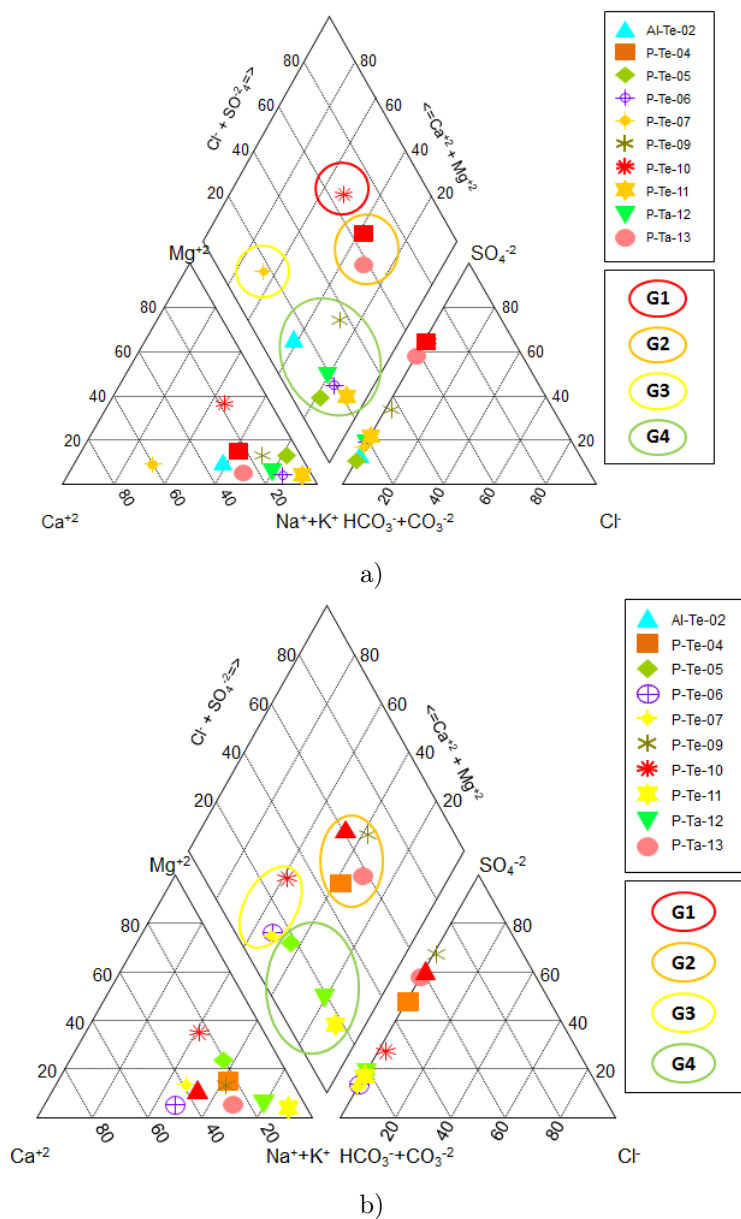 80
80
60
60
40
40
20
20
Cl⁻ + SO⁻²₄=>
<=Ca⁺² + Mg⁺²
Mg⁺²
SO₄⁻²
80
80
60
60
40
40
20
20
80
60
40
20
20
40
60
80
Ca⁺²
Na⁺+K⁺
HCO₃⁻+CO₃⁻²
Cl⁻
Al-Te-02
P-Te-04
P-Te-05
P-Te-06
P-Te-07
P-Te-09
P-Te-10
P-Te-11
P-Ta-12
P-Ta-13
G1
G2
G3
G4
a)
80
80
60
60
40
40
20
20
Cl⁻ + SO₄⁻²=>
<=Ca⁺² + Mg⁺²
Mg⁺²
SO₄⁻²
80
80
60
60
40
40
20
20
80
60
40
20
20
40
60
80
Ca⁺²
Na⁺+K⁺
HCO₃⁻+CO₃⁻²
Cl⁻
Al-Te-02
P-Te-04
P-Te-05
P-Te-06
P-Te-07
P-Te-09
P-Te-10
P-Te-11
P-Ta-12
P-Ta-13
G1
G2
G3
G4
b)